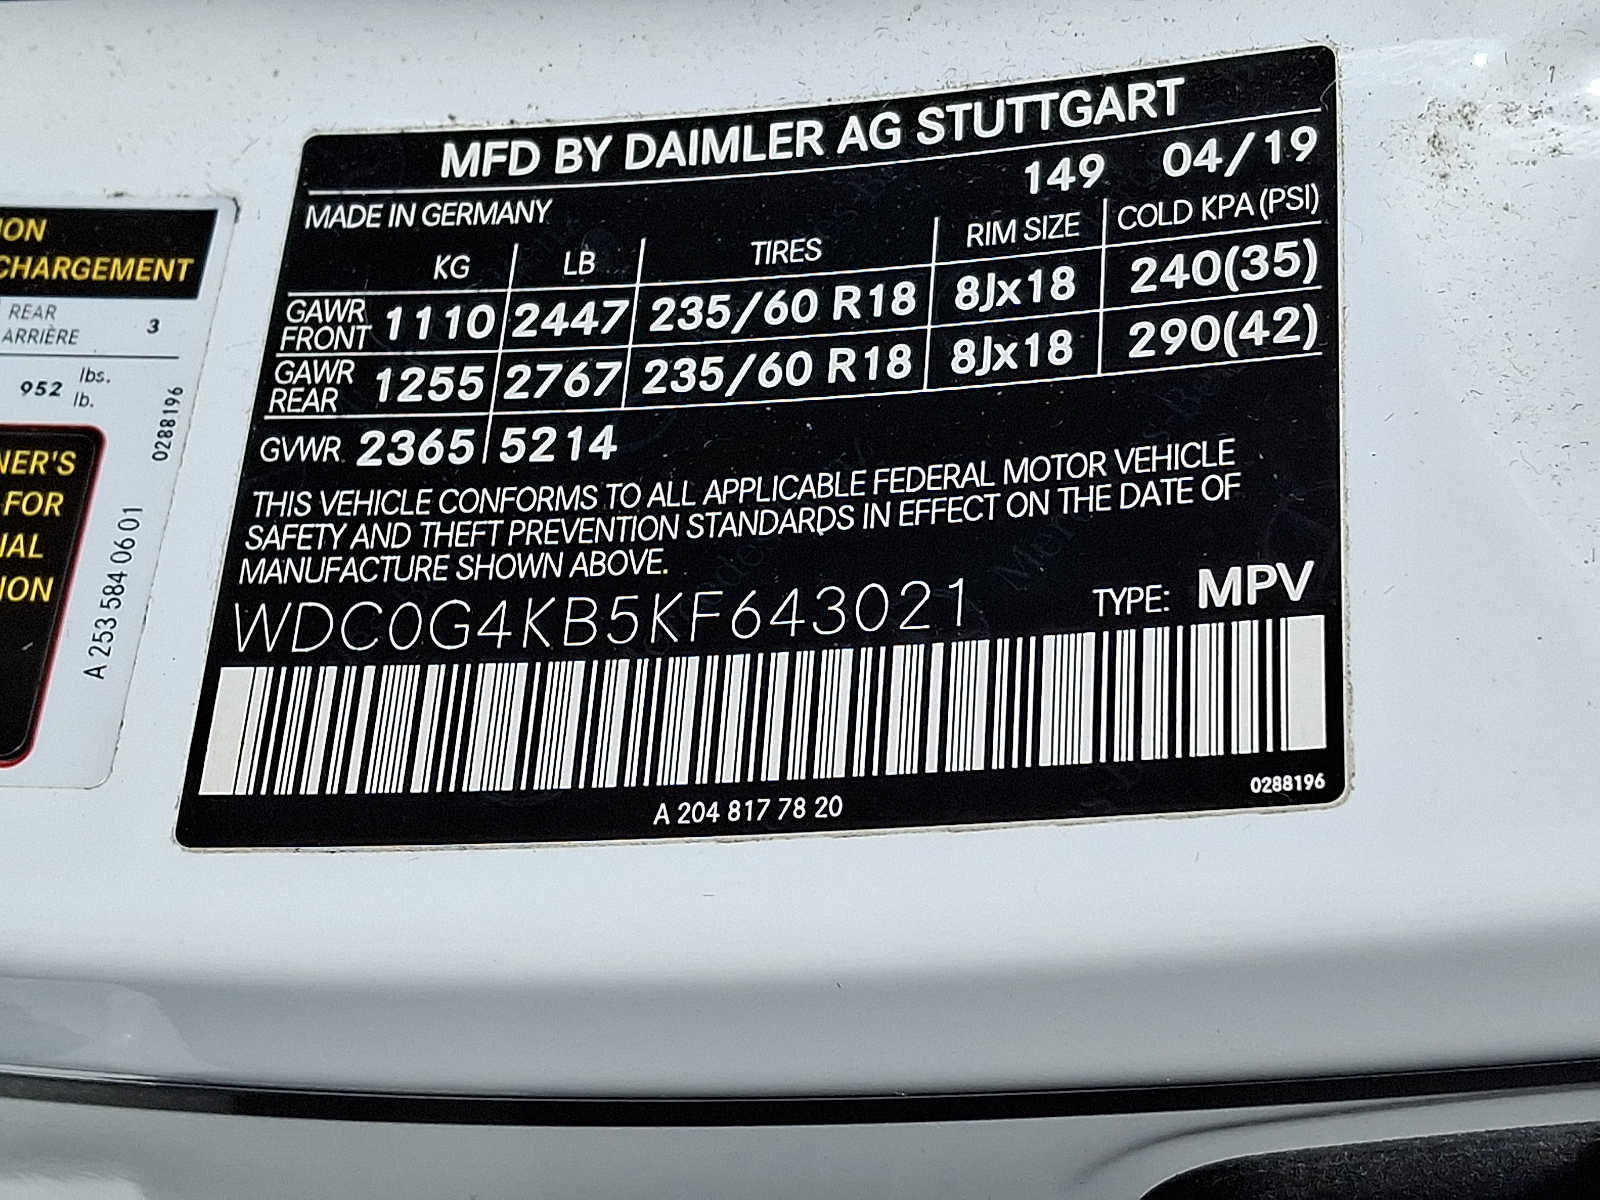 MFD BY DAIMLER AG STUTTGART
149 04/19
MADE IN GERMANY
KG LB TIRES RIM SIZE COLD KPA (PSI)
GAWR FRONT 1110 2447 235/60 R18 8Jx18 240(35)
GAWR REAR 1255 2767 235/60 R18 8Jx18 290(42)
GVWR 2365 5214
THIS VEHICLE CONFORMS TO ALL APPLICABLE FEDERAL MOTOR VEHICLE
SAFETY AND THEFT PREVENTION STANDARDS IN EFFECT ON THE DATE OF
MANUFACTURE SHOWN ABOVE.
WDC0G4KB5KF643021 TYPE: MPV
A 204 817 78 20
0288196
ION
CHARGEMENT
REAR
ARRIÈRE 3
952 lbs.
lb.
0288196
NER'S
FOR
IAL
ION
A 253 584 06 01